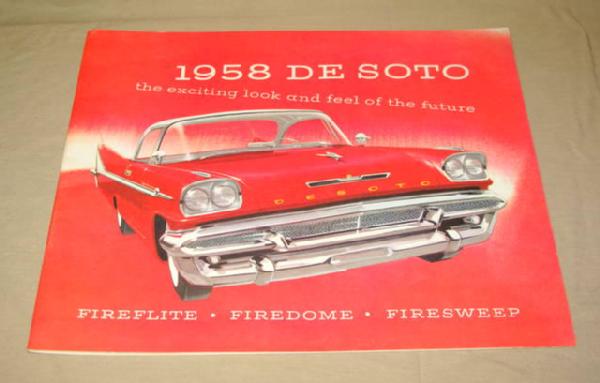 1958 DE SOTO
the exciting look and feel of the future
DESOTO
FIREFLITE • FIREDOME • FIRESWEEP